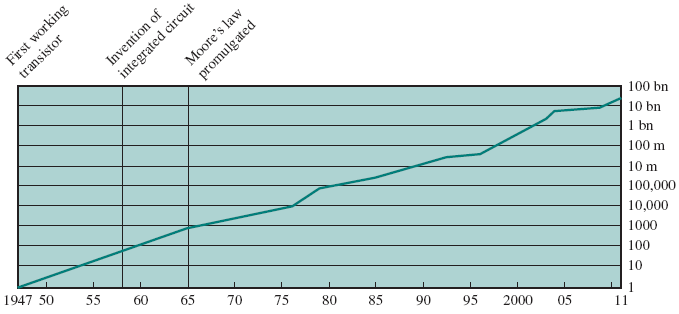 First working
transistor
Invention of
integrated circuit
Moore's law
promulgated
100 bn
10 bn
1 bn
100 m
10 m
100,000
10,000
1000
100
10
1
1947 50 55 60 65 70 75 80 85 90 95 2000 05 11